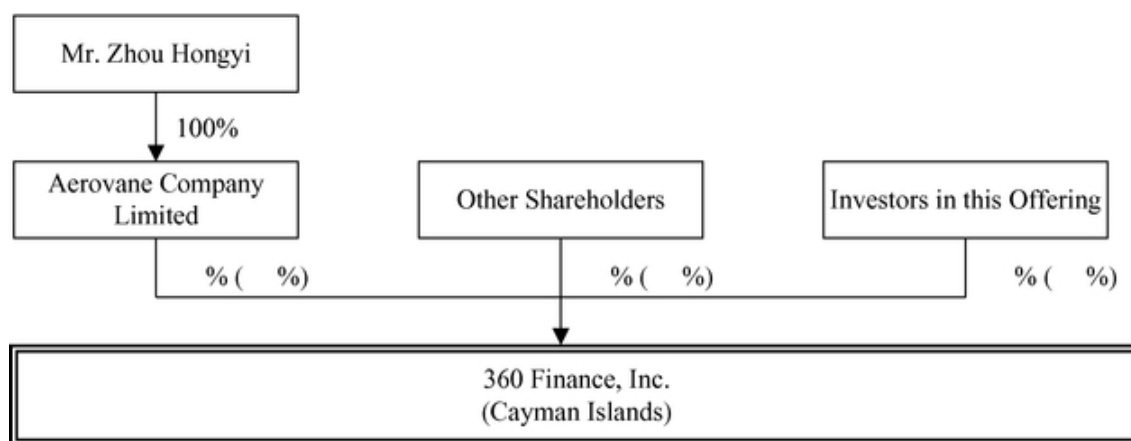 Mr. Zhou Hongyi
100%
Aerovane Company
Limited
Other Shareholders
Investors in this Offering
% (    %)
% (    %)
% (    %)
360 Finance, Inc.
(Cayman Islands)